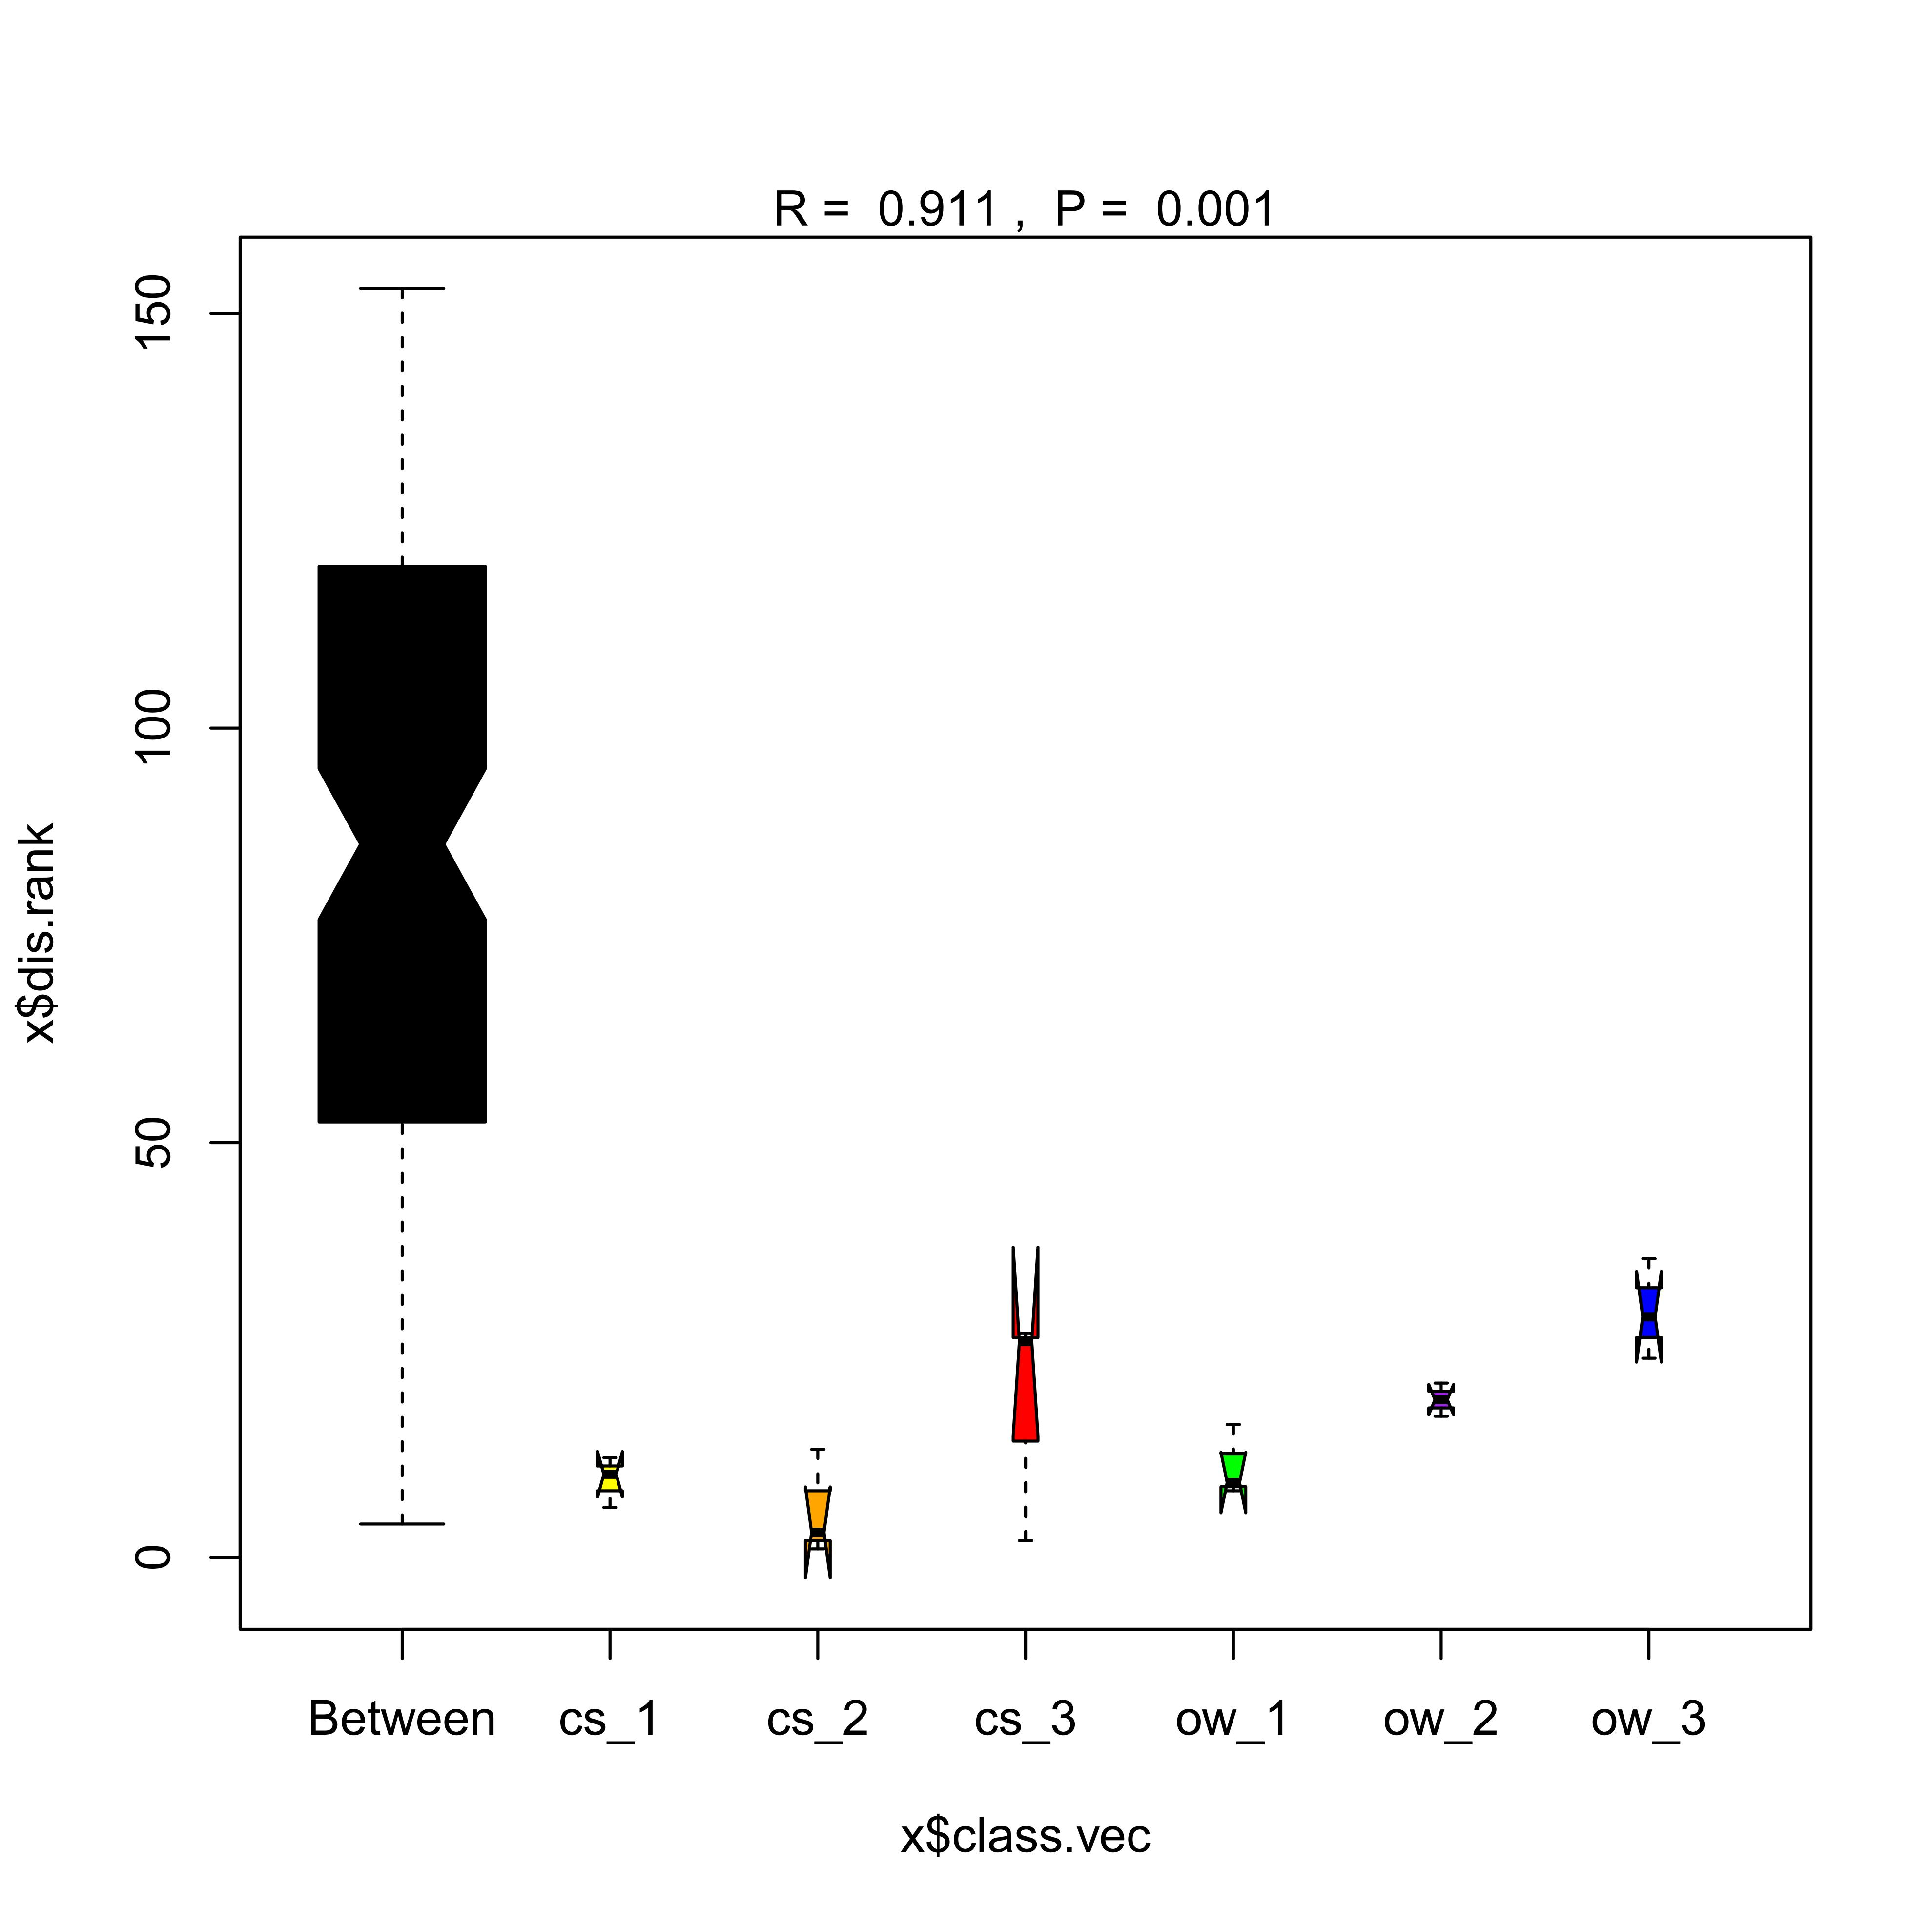 R = 0.911 , P = 0.001
150
100
50
0
x$dis.rank
Between cs_1 cs_2 cs_3 ow_1 ow_2 ow_3
x$class.vec